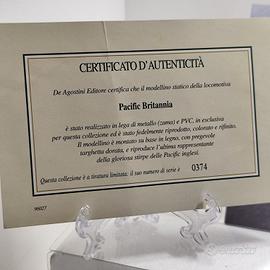 CERTIFICATO D'AUTENTICITÀ
De Agostini Editore certifica che il modellino statico della locomotiva
Pacific Britannia
è stato realizzato in lega di metallo (zama) e PVC, in esclusiva
per questa collezione ed è stato fedelmente riprodotto, colorato e rifinito.
Il modellino è montato su base in legno, con pregevole
targhetta dorata, e riproduce l'ultima rappresentante
della gloriosa stirpe delle Pacific inglesi.
Questa collezione è a tiratura limitata: il suo numero di serie è 0374
96027
subito